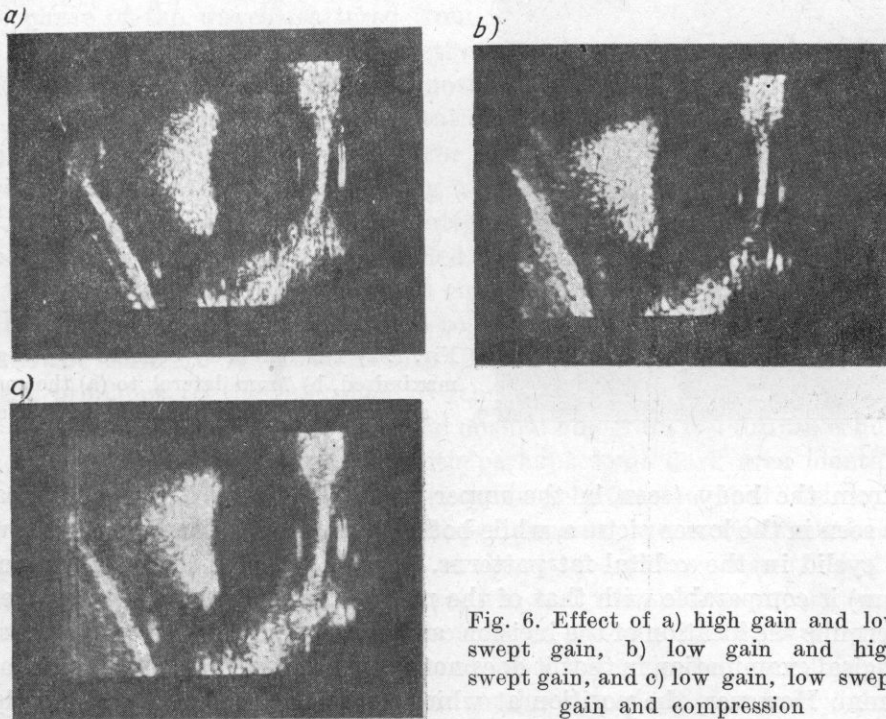 a)
b)
c)
Fig. 6. Effect of a) high gain and low
swept gain, b) low gain and high
swept gain, and c) low gain, low swept
gain and compression